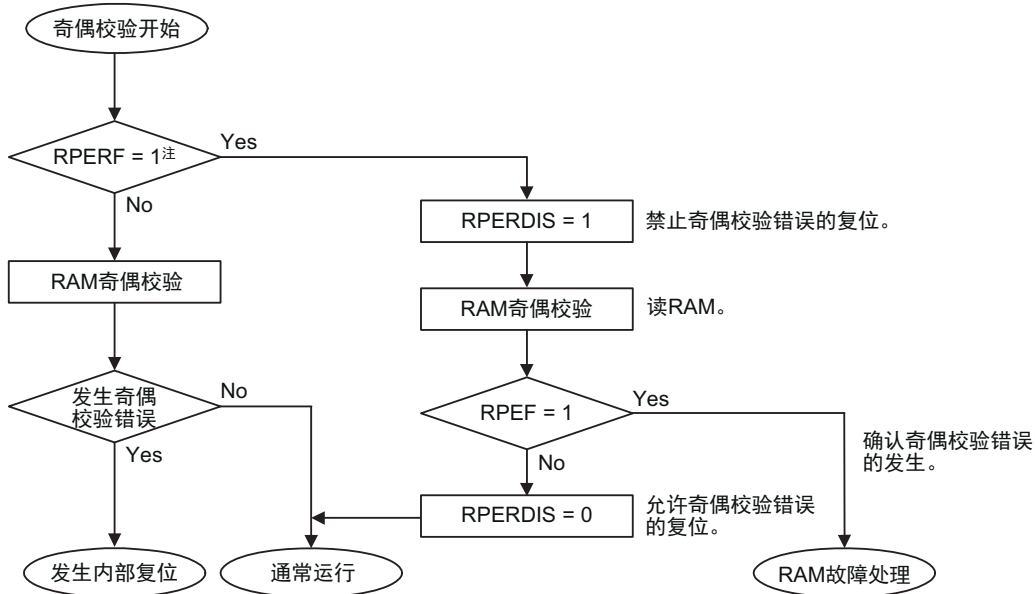 奇偶校验开始
RPERF = 1注
Yes
No
RPERDIS = 1
禁止奇偶校验错误的复位。
RAM奇偶校验
RAM奇偶校验
读RAM。
发生奇偶
校验错误
No
Yes
RPEF = 1
Yes
No
确认奇偶校验错误
的发生。
RPERDIS = 0
允许奇偶校验错误
的复位。
发生内部复位
通常运行
RAM故障处理